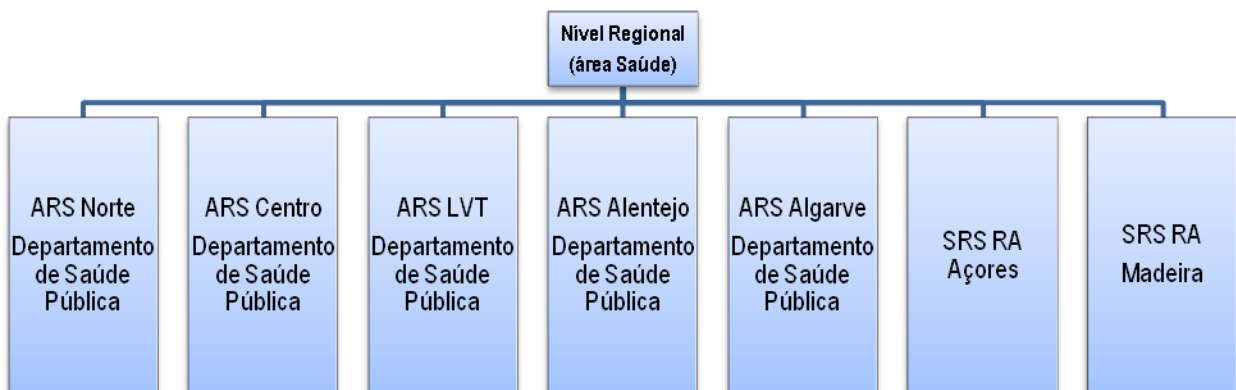 Nível Regional
(área Saúde)
ARS Norte
Departamento
de Saúde
Pública
ARS Centro
Departamento
de Saúde
Pública
ARS LVT
Departamento
de Saúde
Pública
ARS Alentejo
Departamento
de Saúde
Pública
ARS Algarve
Departamento
de Saúde
Pública
SRS RA
Açores
SRS RA
Madeira